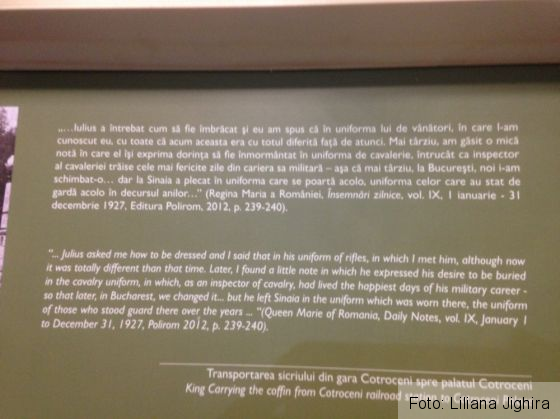 „…Iulius a întrebat cum să fie îmbrăcat şi eu am spus că în uniforma lui de vânători, în care l-am
cunoscut eu, cu toate că acum aceasta era cu totul diferită faţă de atunci. Mai târziu, am găsit o mică
notă în care el îşi exprima dorinţa să fie înmormântat în uniforma de cavalerie, întrucât ca inspector
al cavaleriei trăise cele mai fericite zile din cariera sa militară – aşa că mai târziu, la Bucureşti, noi i-am
schimbat-o… dar la Sinaia a plecat în uniforma care se poartă acolo, uniforma celor care au stat de
gardă acolo în decursul anilor…” (Regina Maria a României, Însemnări zilnice, vol. IX, 1 ianuarie - 31
decembrie 1927, Editura Polirom, 2012, p. 239-240).
“... Julius asked me how to be dressed and I said that in his uniform of rifles, in which I met him, although now
it was totally different than that time. Later, I found a little note in which he expressed his desire to be buried
in the cavalry uniform, in which, as an inspector of cavalry, had lived the happiest days of his military career -
so that later, in Bucharest, we changed it... but he left Sinaia in the uniform which was worn there, the uniform
of those who stood guard there over the years ... ”(Queen Marie of Romania, Daily Notes, vol. IX, January 1
to December 31, 1927, Polirom 2012, p. 239-240).
Transportarea sicriului din gara Cotroceni spre palatul Cotroceni
King Carrying the coffin from Cotroceni railroad to Cotroceni
Foto: Liliana Jighira